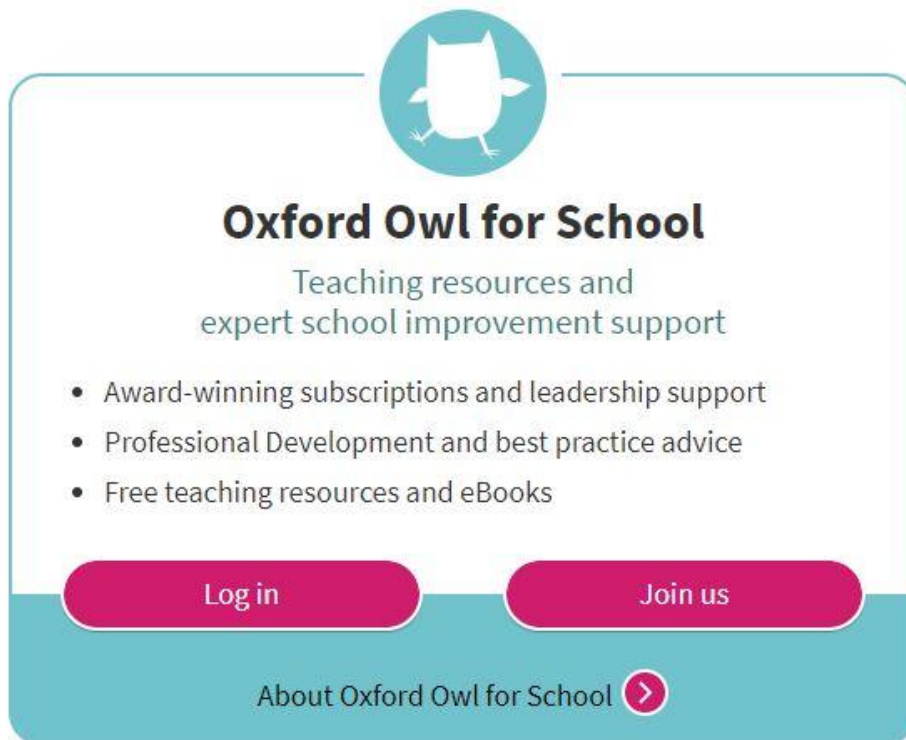 Oxford Owl for School
Teaching resources and
expert school improvement support
• Award-winning subscriptions and leadership support
• Professional Development and best practice advice
• Free teaching resources and eBooks
Log in
Join us
About Oxford Owl for School